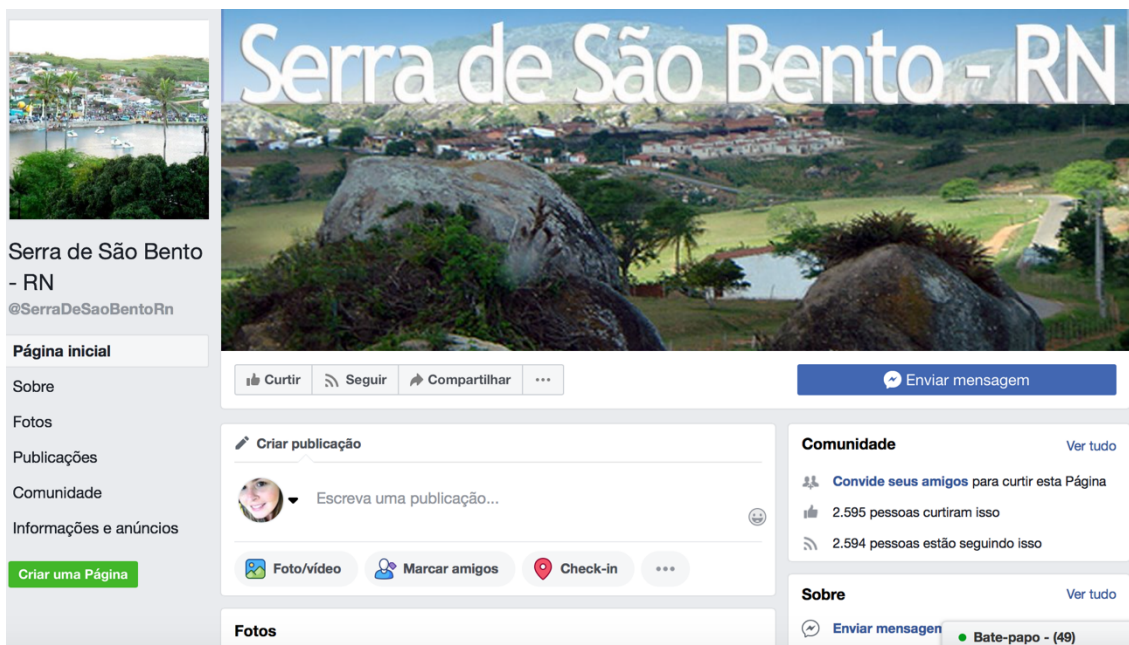 Serra de São Bento - RN
Serra de São Bento
- RN
@SerraDeSaoBentoRn
Página inicial
Sobre
Fotos
Publicações
Comunidade
Informações e anúncios
Criar uma Página
Curtir
Seguir
Compartilhar
Enviar mensagem
Criar publicação
Escreva uma publicação...
Foto/vídeo
Marcar amigos
Check-in
Fotos
Comunidade
Ver tudo
Convide seus amigos para curtir esta Página
2.595 pessoas curtiram isso
2.594 pessoas estão seguindo isso
Sobre
Ver tudo
Enviar mensagen
Bate-papo - (49)